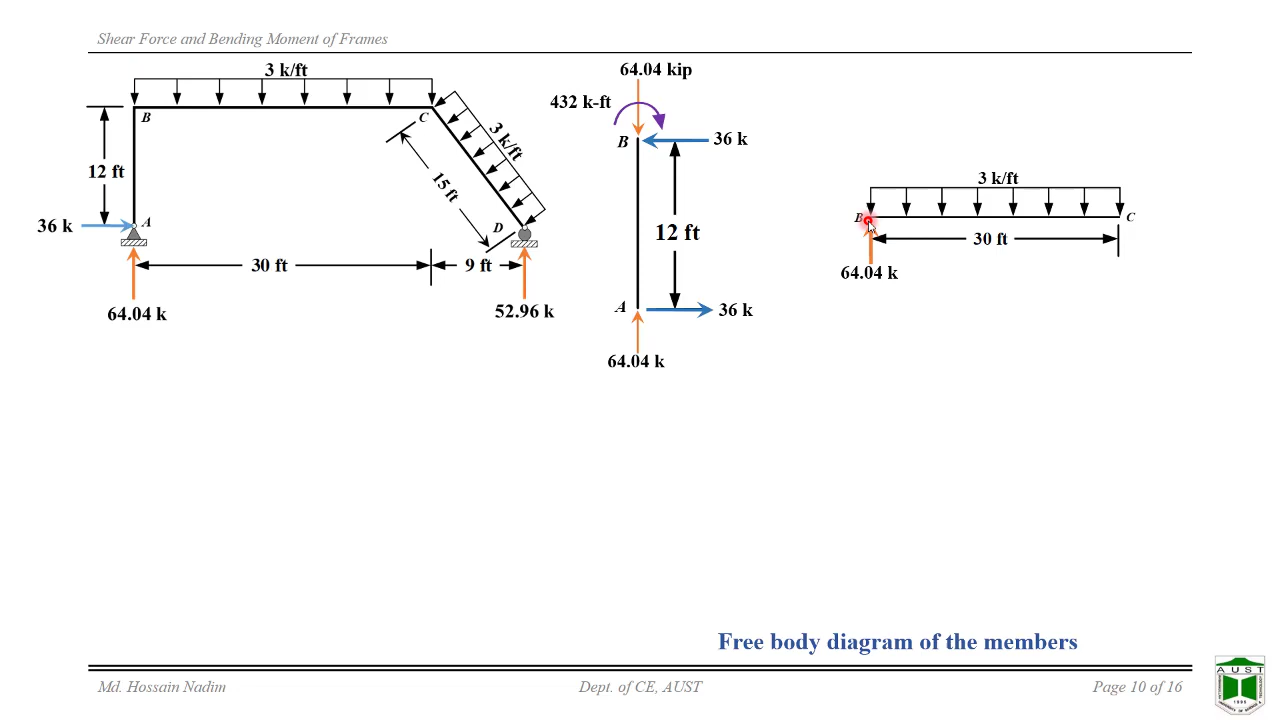 Shear Force and Bending Moment of Frames
3 k/ft
B
C
3 k/ft
12 ft
15 ft
36 k
A
D
30 ft
9 ft
64.04 k
52.96 k
64.04 kip
432 k-ft
B
36 k
12 ft
A
36 k
64.04 k
3 k/ft
B
C
30 ft
64.04 k
Free body diagram of the members
Md. Hossain Nadim
Dept. of CE, AUST
Page 10 of 16
AUST